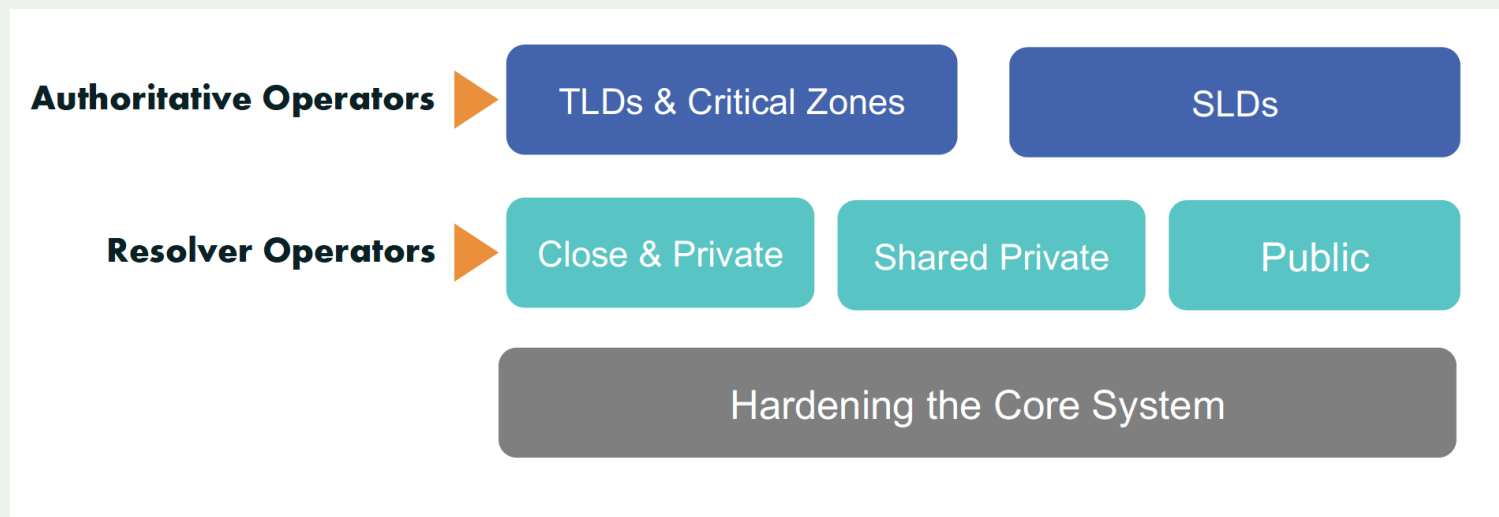 Authoritative Operators
TLDs & Critical Zones
SLDs
Resolver Operators
Close & Private
Shared Private
Public
Hardening the Core System